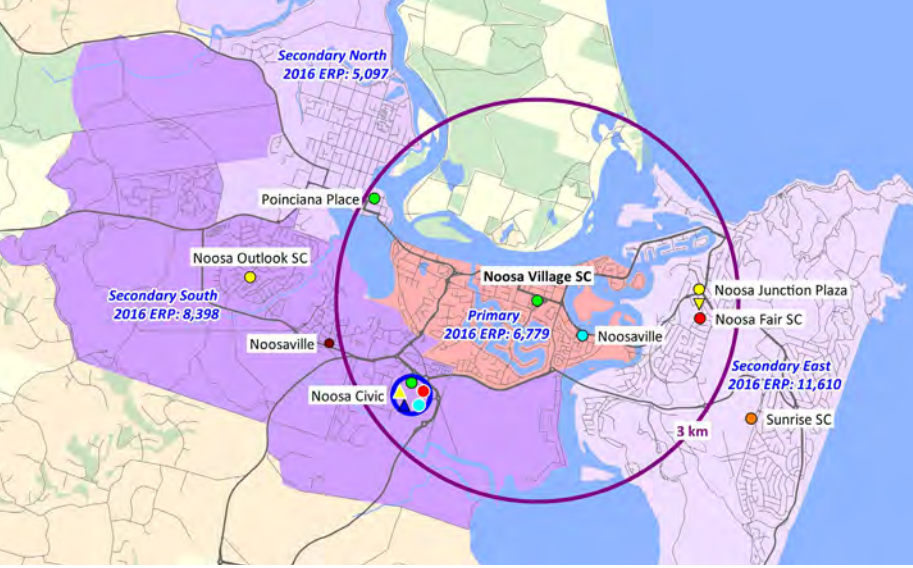 Secondary North
2016 ERP: 5,097
Poinciana Place
Noosa Outlook SC
Noosa Village SC
Secondary South
2016 ERP: 8,398
Noosa Junction Plaza
Primary
2016 ERP: 6,779
Noosa Fair SC
Noosaville
Noosaville
Secondary East
2016 ERP: 11,610
Noosa Civic
Sunrise SC
3 km